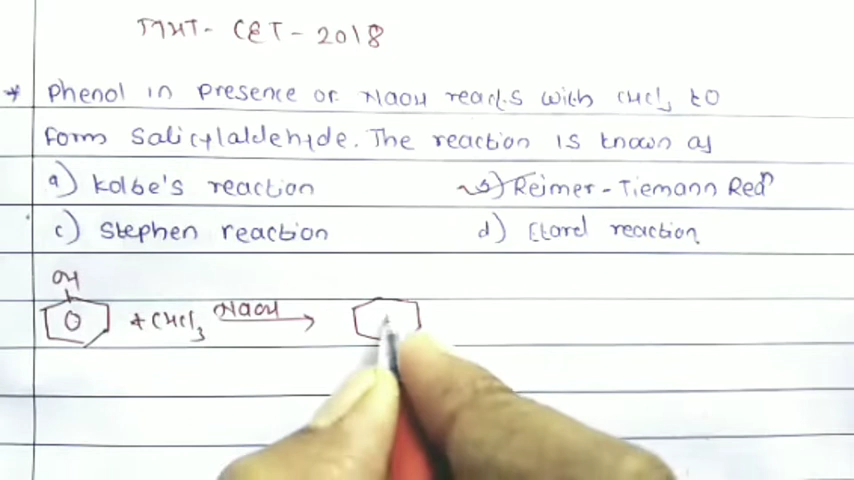 MHT- CET - 2018
* Phenol in presence of NaOH reacts with CHCl3 to
form Salicylaldehyde. The reaction is known as
a) Kolbe's reaction b) Reimer-Tiemann Rexn
c) Stephen reaction d) Etard reaction
OH
+ CHCl3 NaOH